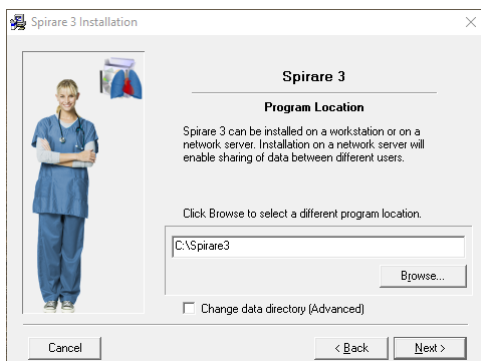 Spirare 3 Installation
Spirare 3
Program Location
Spirare 3 can be installed on a workstation or on a
network server. Installation on a network server will
enable sharing of data between different users.
Click Browse to select a different program location.
C:\Spirare3
Browse...
Change data directory (Advanced)
Cancel
< Back
Next >